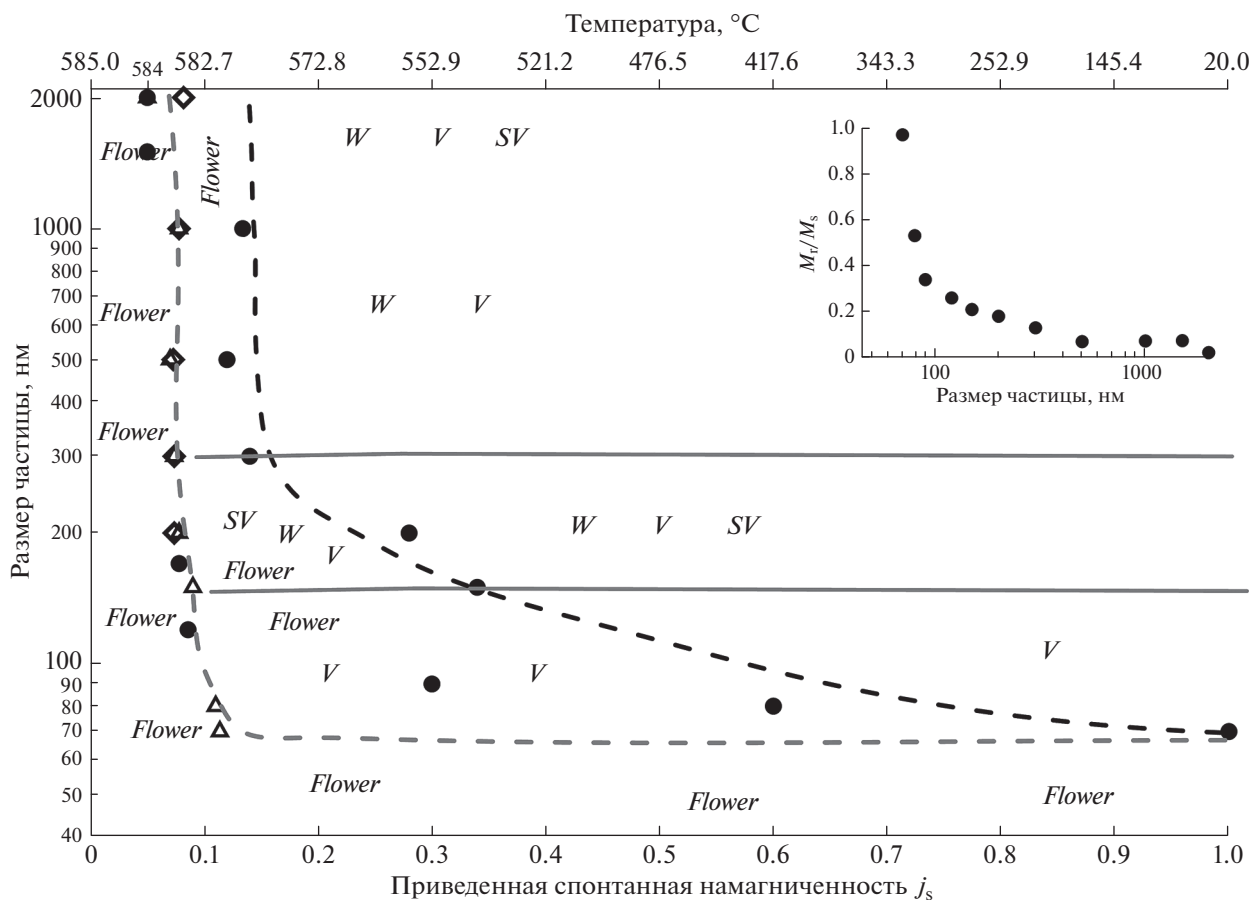 Температура, °С
585.0 584 582.7 572.8 552.9 521.2 476.5 417.6 343.3 252.9 145.4 20.0
2000
1000
900
800
700
600
500
400
300
200
100
90
80
70
60
50
40
Размер частицы, нм
Flower
Flower
W V SV
Flower
W V
Flower
SV W V
Flower
W V SV
Flower
Flower
V V
V
Flower
Flower
Flower
Flower
1.0
0.8
0.6
0.4
0.2
0
Mr/Ms
100 1000
Размер частицы, нм
0 0.1 0.2 0.3 0.4 0.5 0.6 0.7 0.8 0.9 1.0
Приведенная спонтанная намагниченность js